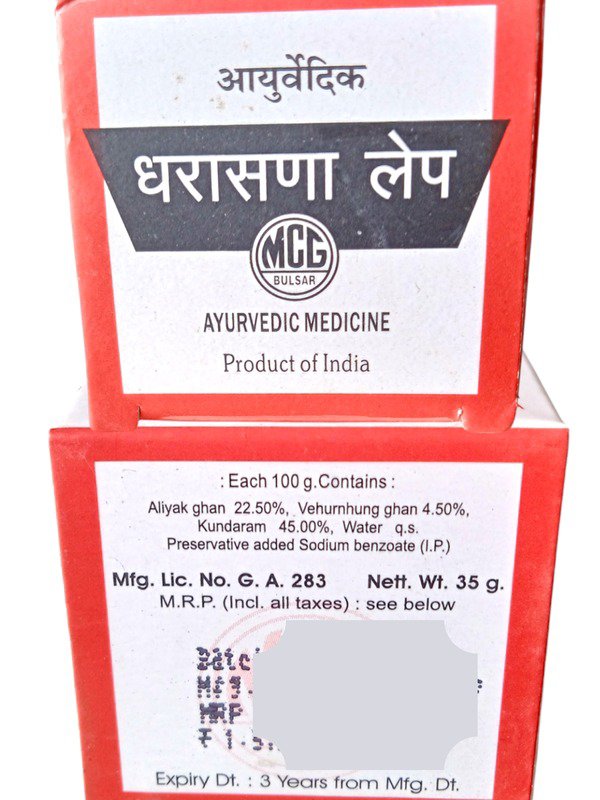 आयुर्वेदिक
धरासणा लेप
MCG
BULSAR
AYURVEDIC MEDICINE
Product of India
: Each 100 g.Contains :
Aliyak ghan 22.50%, Vehurnhung ghan 4.50%,
Kundaram 45.00%, Water q.s.
Preservative added Sodium benzoate (I.P.)
Mfg. Lic. No. G. A. 283 Nett. Wt. 35 g.
M.R.P. (Incl. all taxes) : see below
Mfg.
MRP
Expiry Dt. : 3 Years from Mfg. Dt.